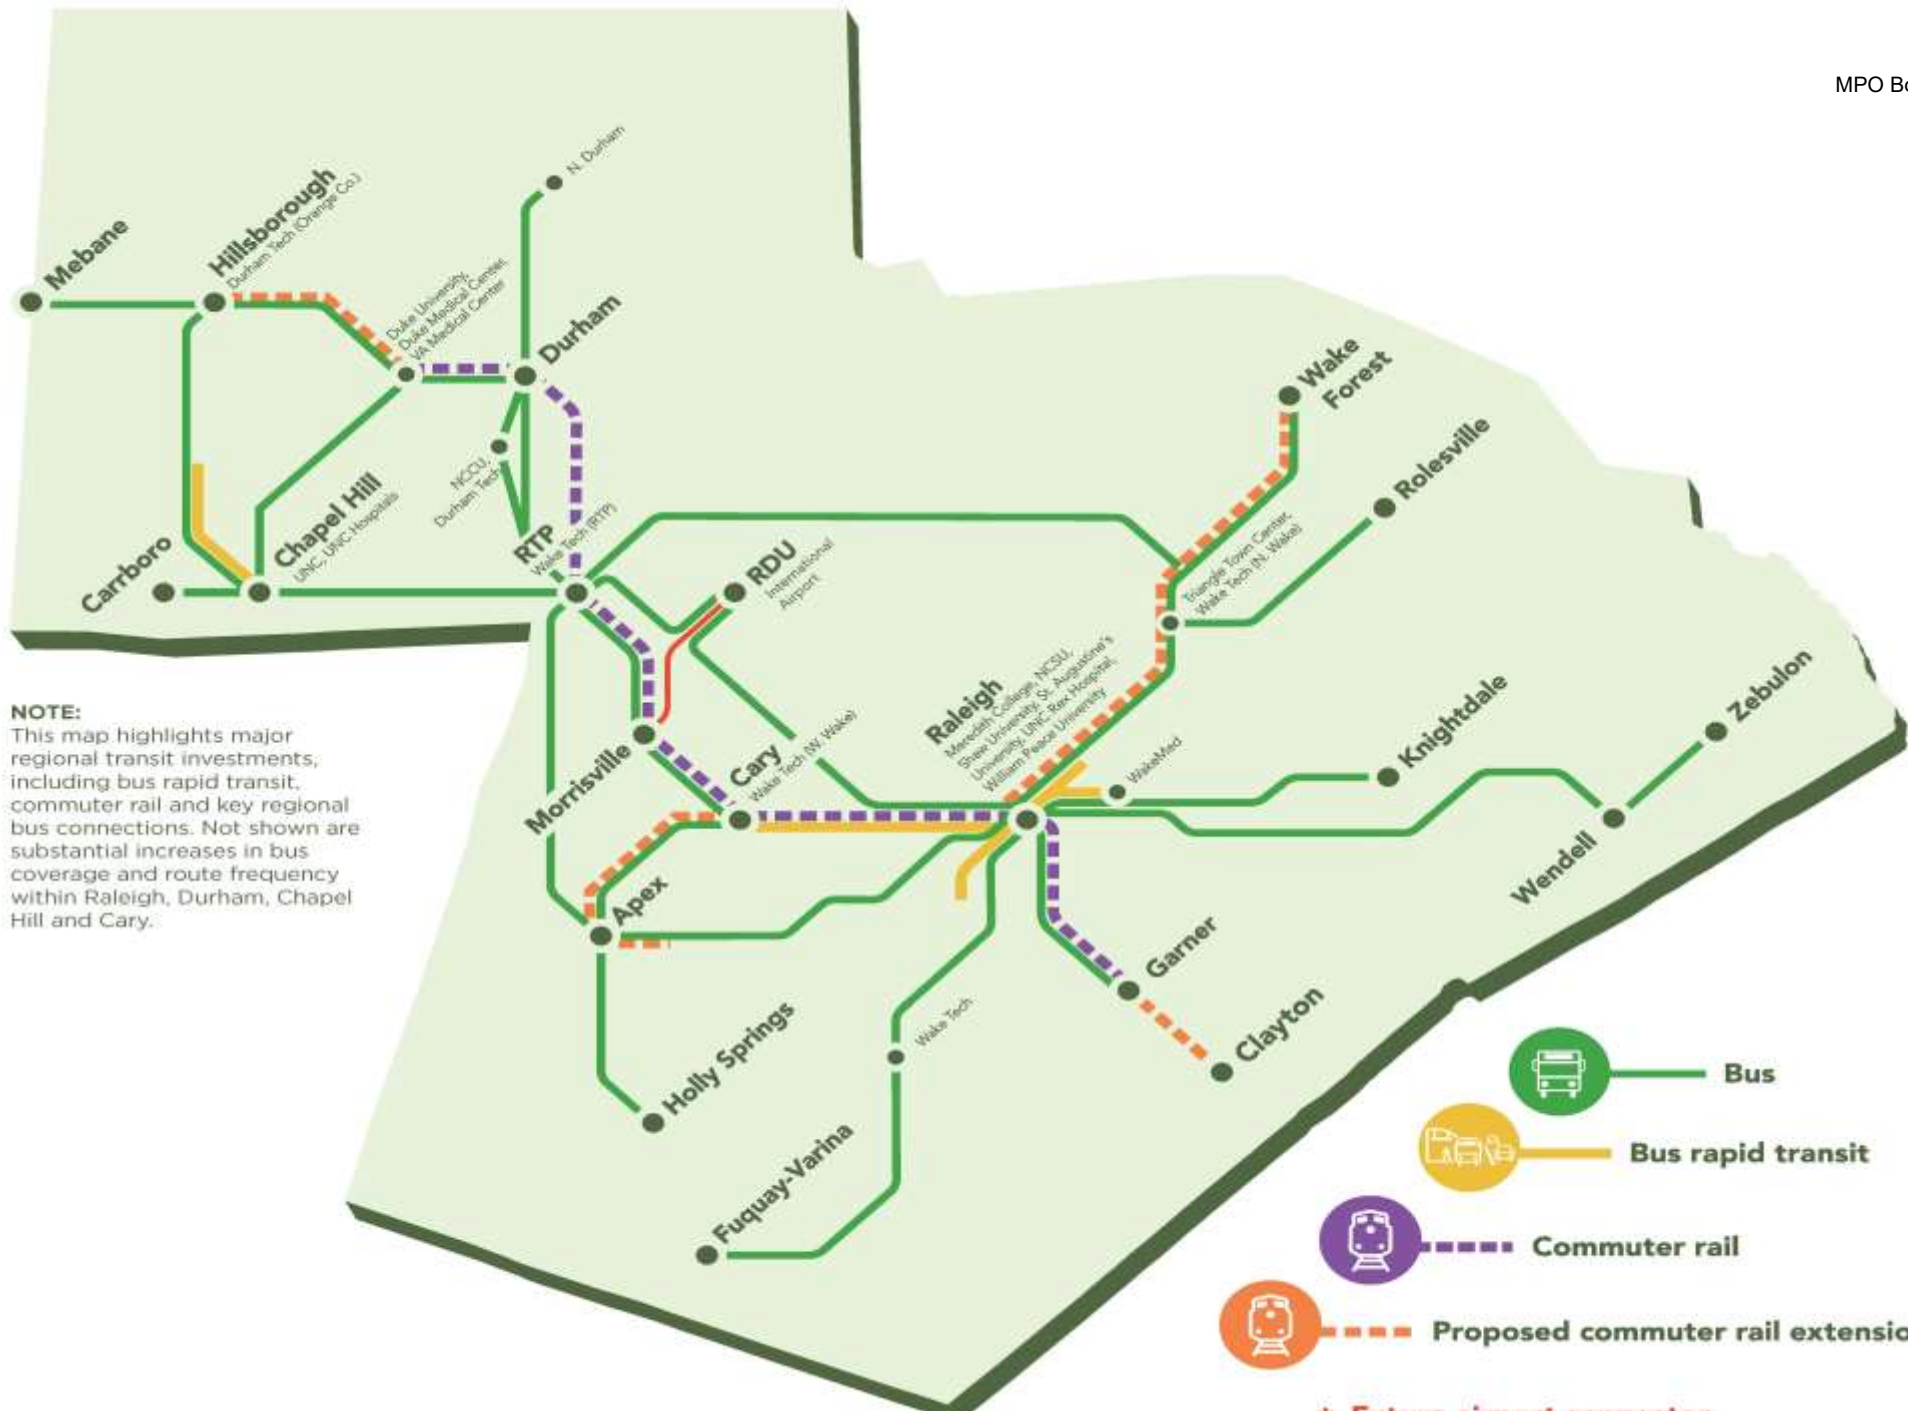 MPO Bo
N. Durham
Mebane
Hillsborough
Durham Tech (Orange Co.)
Duke University,
Duke Medical Center,
VA Medical Center
Durham
Wake
Forest
Rolesville
NCCU,
Durham Tech
Chapel Hill
UNC, UNC Hospitals
Carrboro
RTP
Wake Tech (RTP)
RDU
International
Airport
Triangle Town Center,
Wake Tech (N. Wake)
Raleigh
Meredith College, NCSU,
Shaw University, St. Augustine's
University, UNC Rex Hospital,
William Peace University
WakeMed
Knightdale
Zebulon
Wendell
NOTE:
This map highlights major
regional transit investments,
including bus rapid transit,
commuter rail and key regional
bus connections. Not shown are
substantial increases in bus
coverage and route frequency
within Raleigh, Durham, Chapel
Hill and Cary.
Morrisville
Cary
Wake Tech (W. Wake)
Apex
Garner
Clayton
Holly Springs
Wake Tech
Fuquay-Varina
Bus
Bus rapid transit
Commuter rail
Proposed commuter rail extensio